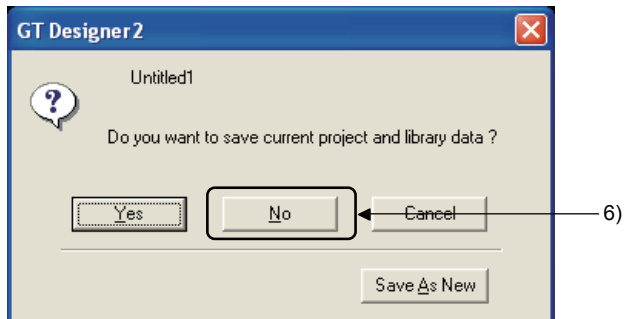 GT Designer2
Untitled1
Do you want to save current project and library data ?
Yes No Cancel 6)
Save As New